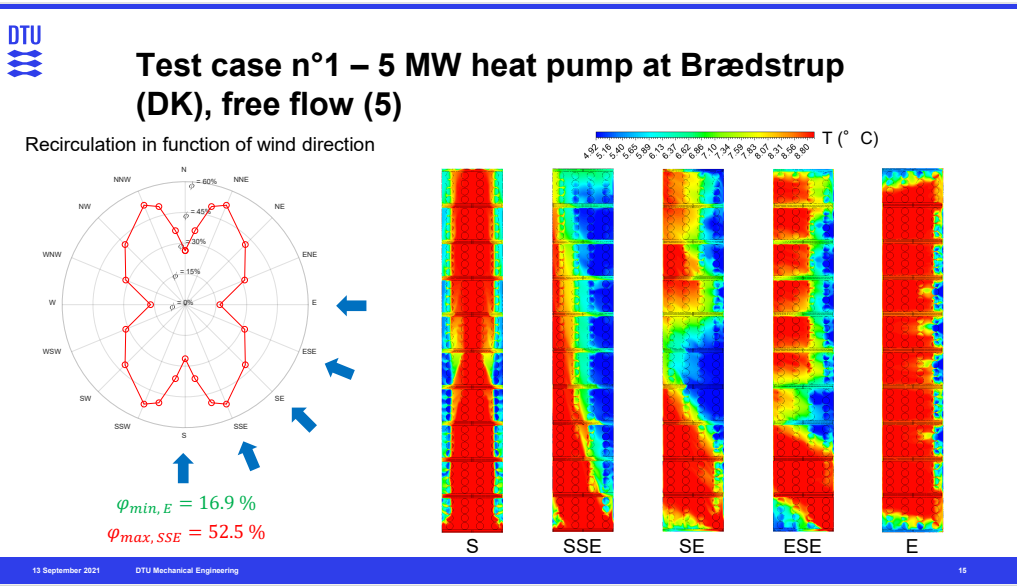 DTU
Test case n°1 – 5 MW heat pump at Brædstrup
(DK), free flow (5)
Recirculation in function of wind direction
N
NNE
NE
ENE
E
ESE
SE
SSE
S
SSW
SW
WSW
W
WNW
NW
NNW
φ = 60%
φ = 45%
φ = 30%
φ = 15%
φ = 0%
φmin, E = 16.9 %
φmax, SSE = 52.5 %
4.92 5.16 5.40 5.65 5.89 6.13 6.37 6.62 6.86 7.10 7.34 7.59 7.83 8.07 8.31 8.56 8.80
T (° C)
S SSE SE ESE E
13 September 2021 DTU Mechanical Engineering 15